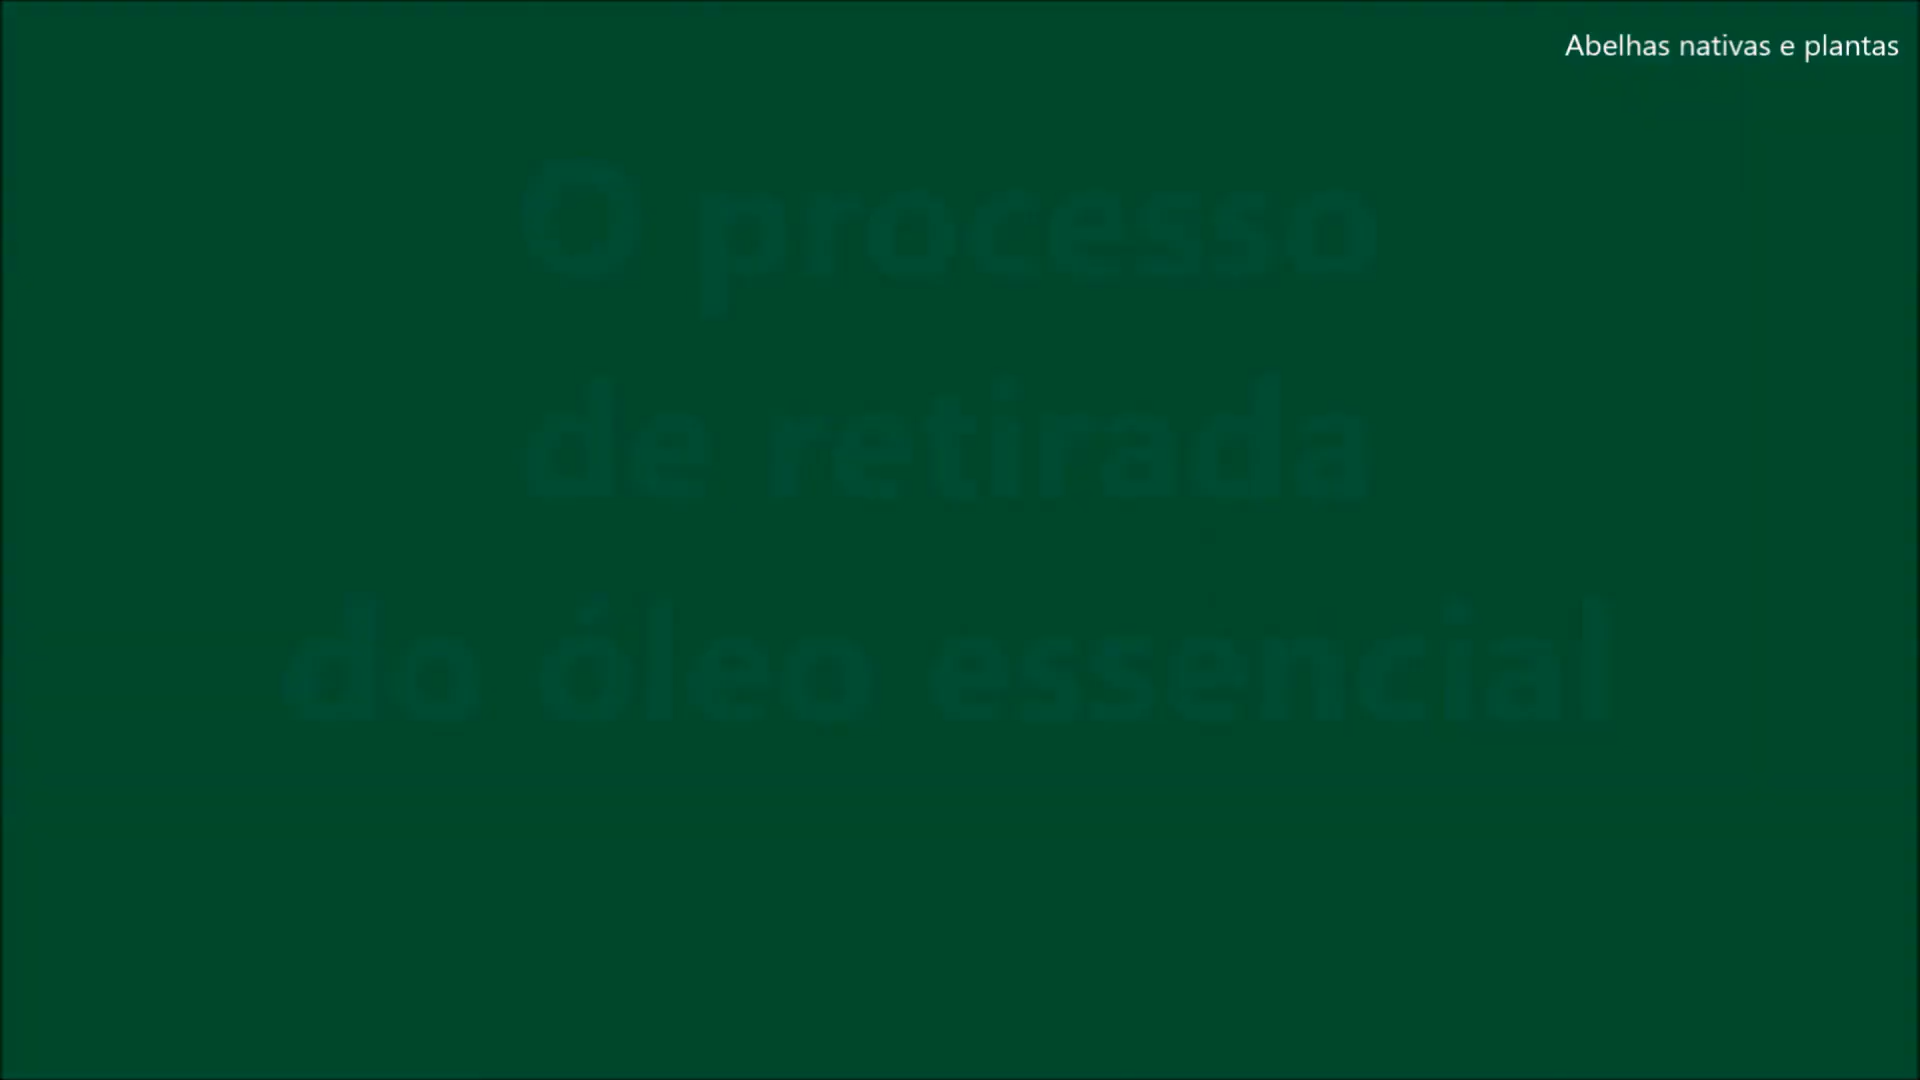 Abelhas nativas e plantas
O processo
de retirada
do óleo essencial